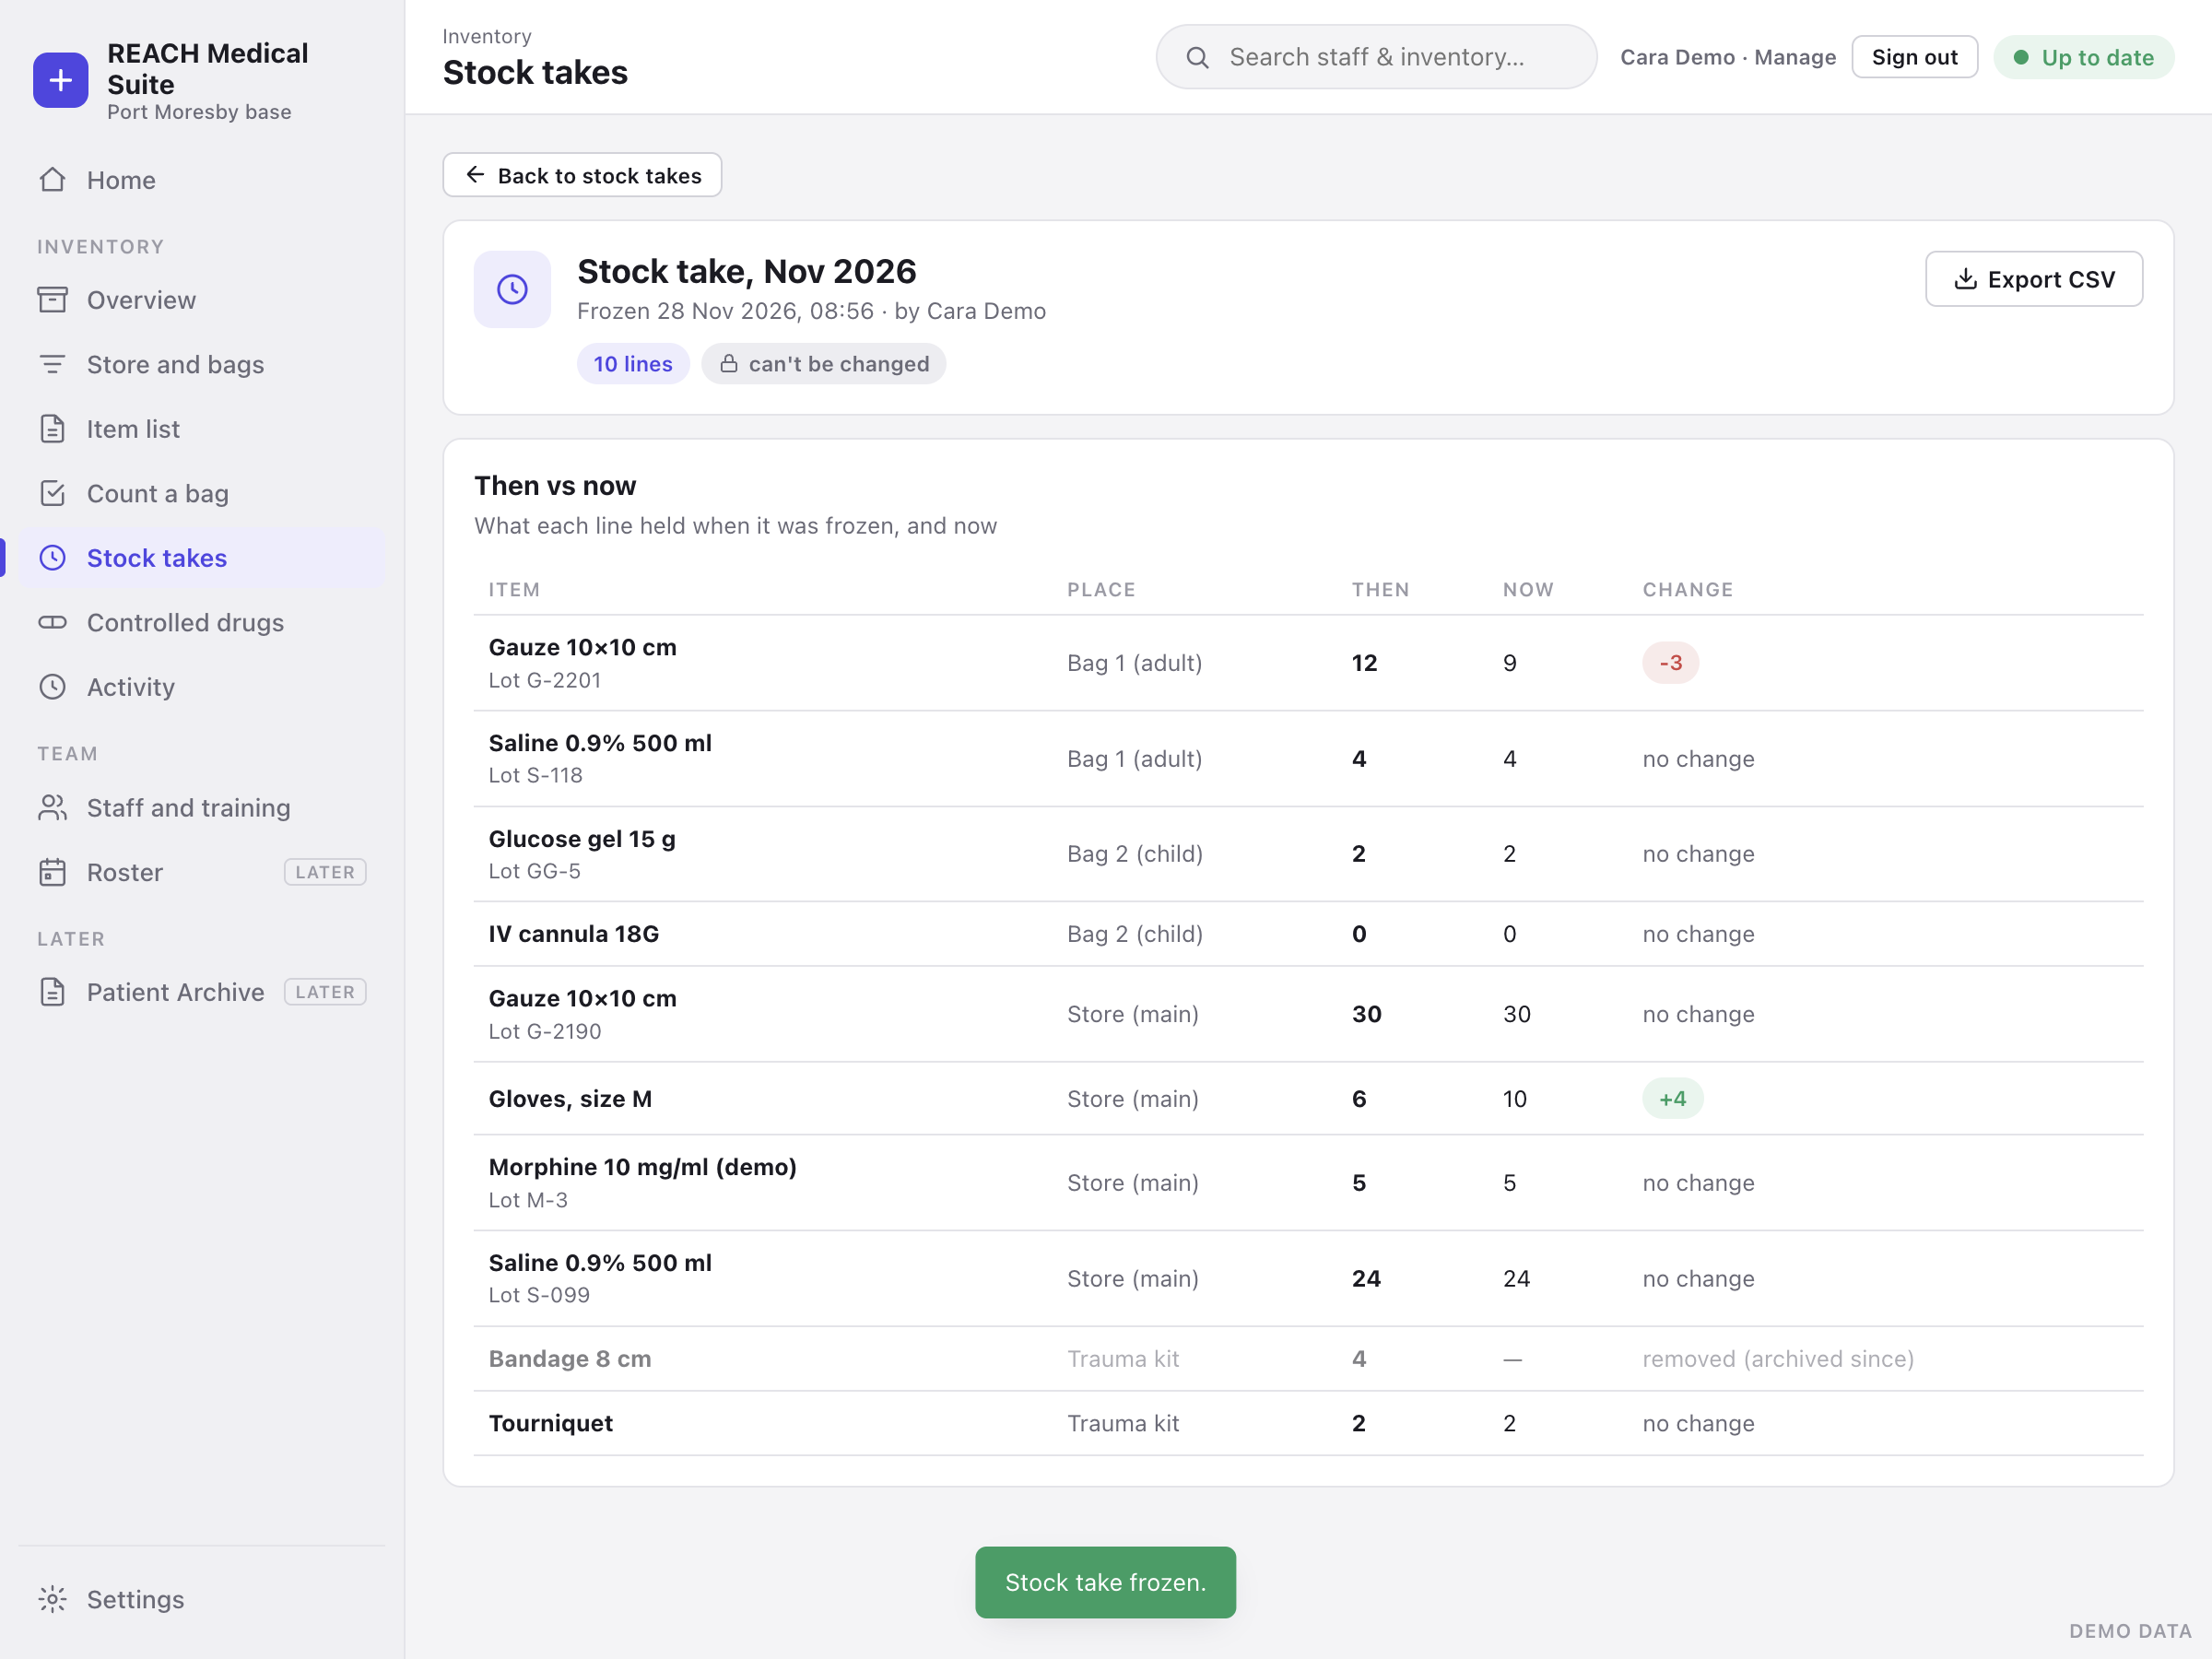 REACH Medical
Suite
Port Moresby base
Home
INVENTORY
Overview
Store and bags
Item list
Count a bag
Stock takes
Controlled drugs
Activity
TEAM
Staff and training
Roster LATER
LATER
Patient Archive LATER
Settings
Inventory
Stock takes
Search staff & inventory...
Cara Demo · Manage
Sign out
Up to date
Back to stock takes
Stock take, Nov 2026
Frozen 28 Nov 2026, 08:56 · by Cara Demo
10 lines can't be changed
Export CSV
Then vs now
What each line held when it was frozen, and now
ITEM PLACE THEN NOW CHANGE
Gauze 10×10 cm
Lot G-2201
Bag 1 (adult) 12 9 -3
Saline 0.9% 500 ml
Lot S-118
Bag 1 (adult) 4 4 no change
Glucose gel 15 g
Lot GG-5
Bag 2 (child) 2 2 no change
IV cannula 18G Bag 2 (child) 0 0 no change
Gauze 10×10 cm
Lot G-2190
Store (main) 30 30 no change
Gloves, size M Store (main) 6 10 +4
Morphine 10 mg/ml (demo)
Lot M-3
Store (main) 5 5 no change
Saline 0.9% 500 ml
Lot S-099
Store (main) 24 24 no change
Bandage 8 cm Trauma kit 4 — removed (archived since)
Tourniquet Trauma kit 2 2 no change
Stock take frozen.
DEMO DATA